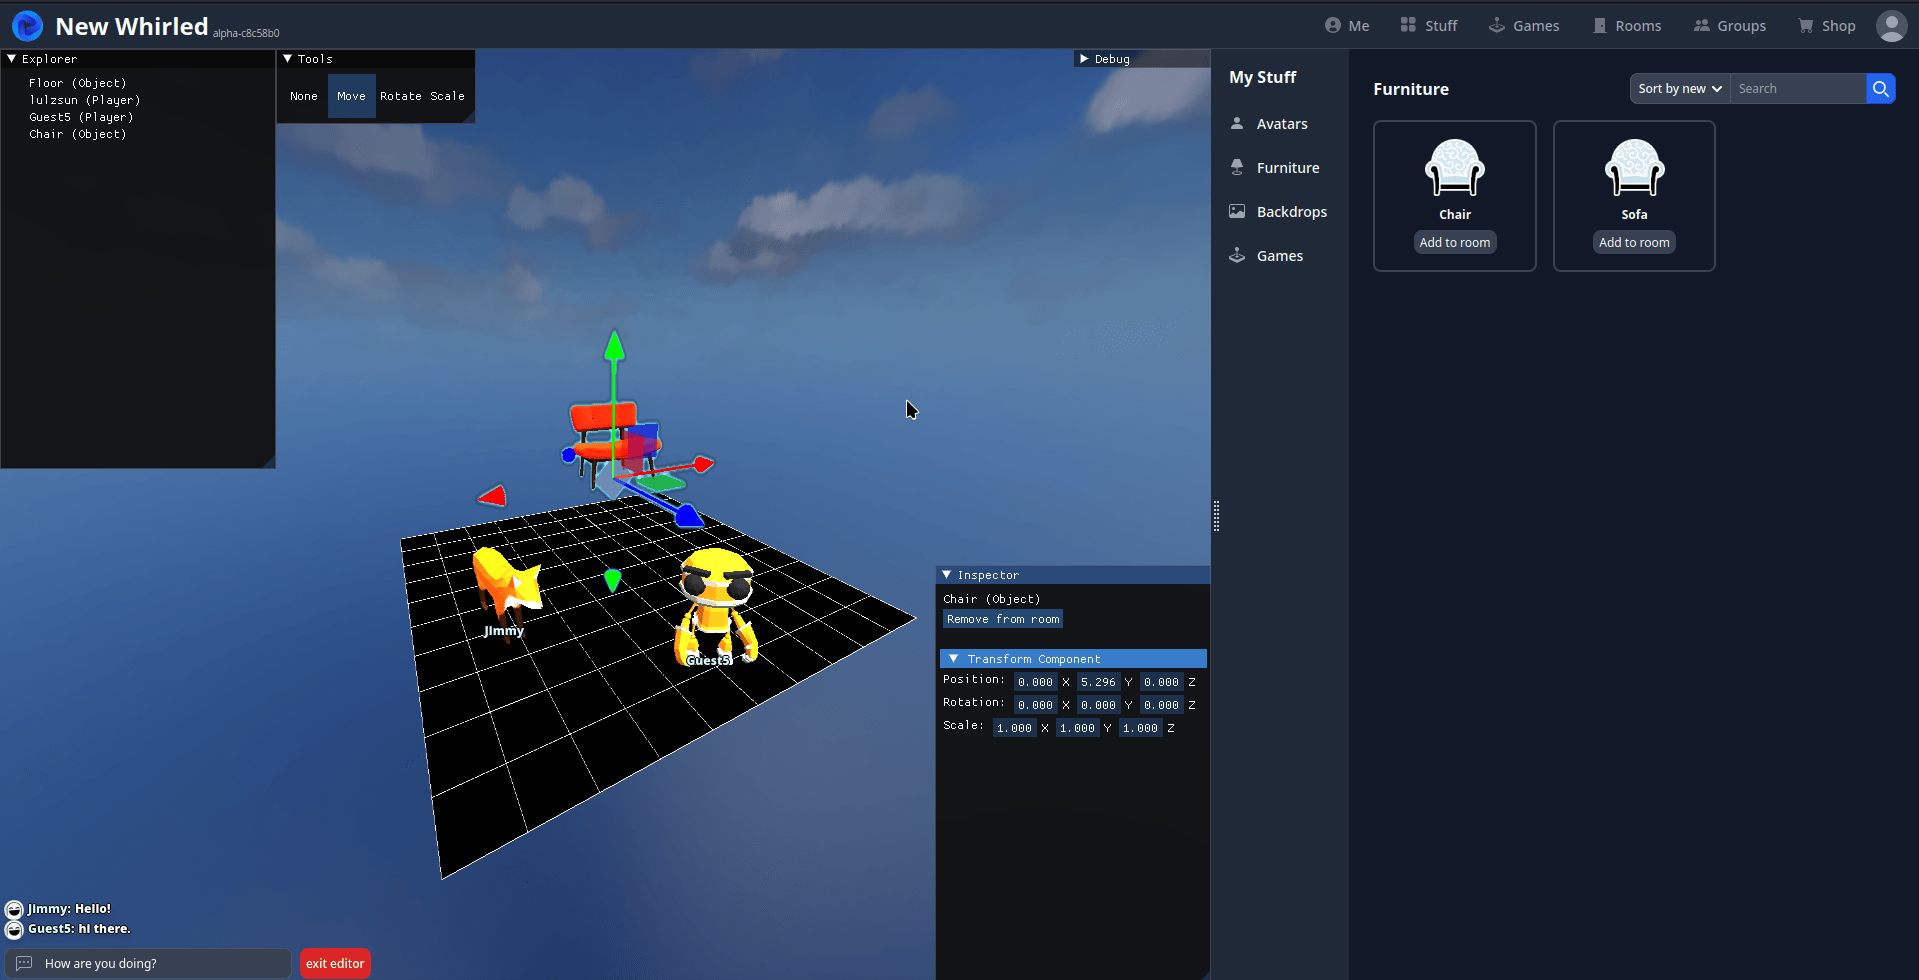 New Whirled alpha-c8c58b0
Me Stuff Games Rooms Groups Shop
Explorer
Floor (Object)
lulzsun (Player)
Guest5 (Player)
Chair (Object)
Tools
None Move Rotate Scale
Debug
My Stuff
Avatars
Furniture
Backdrops
Games
Furniture
Sort by new Search
Chair
Add to room
Sofa
Add to room
JImmy
Guest5
Inspector
Chair (Object)
Remove from room
Transform Component
Position: 0.000 X 5.296 Y 0.000 Z
Rotation: 0.000 X 0.000 Y 0.000 Z
Scale: 1.000 X 1.000 Y 1.000 Z
JImmy: Hello!
Guest5: hI there.
How are you doing?
exit editor